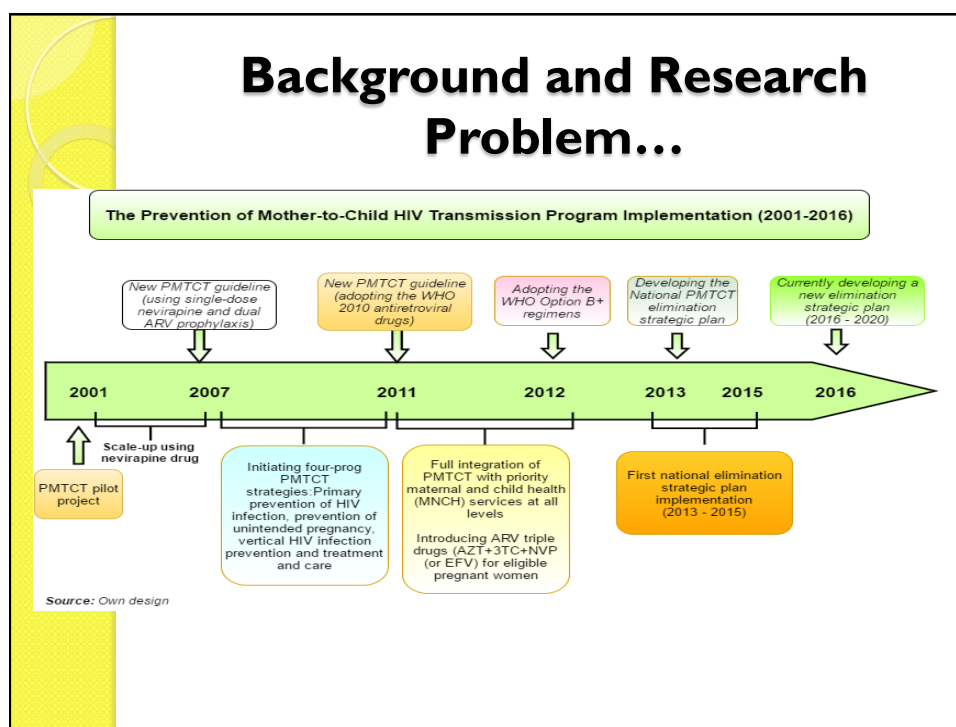 Background and Research
Problem...
The Prevention of Mother-to-Child HIV Transmission Program Implementation (2001-2016)
New PMTCT guideline
(using single-dose
nevirapine and dual
ARV prophylaxis)
New PMTCT guideline
(adopting the WHO
2010 antiretroviral
drugs)
Adopting the
WHO Option B+
regimens
Developing the
National PMTCT
elimination
strategic plan
Currently developing a
new elimination
strategic plan
(2016 - 2020)
2001 2007 2011 2012 2013 2015 2016
Scale-up using
nevirapine drug
PMTCT pilot
project
Initiating four-prog
PMTCT
strategies:Primary
prevention of HIV
infection, prevention of
unintended pregnancy,
vertical HIV infection
prevention and treatment
and care
Full integration of
PMTCT with priority
maternal and child health
(MNCH) services at all
levels
Introducing ARV triple
drugs (AZT+3TC+NVP
(or EFV) for eligible
pregnant women
First national elimination
strategic plan
implementation
(2013 - 2015)
Source: Own design